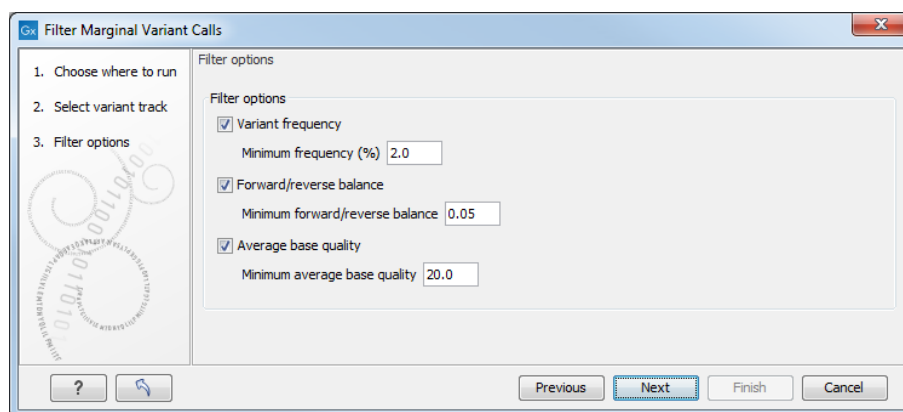 Gx Filter Marginal Variant Calls
1. Choose where to run
2. Select variant track
3. Filter options
Filter options
Filter options
Variant frequency
Minimum frequency (%) 2.0
Forward/reverse balance
Minimum forward/reverse balance 0.05
Average base quality
Minimum average base quality 20.0
?
Previous Next Finish Cancel